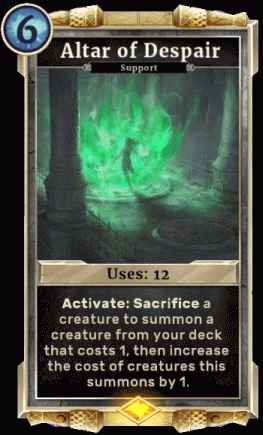 6
Altar of Despair
Support
Uses: 12
Activate: Sacrifice a
creature to summon a
creature from your deck
that costs 1, then increase
the cost of creatures this
summons by 1.